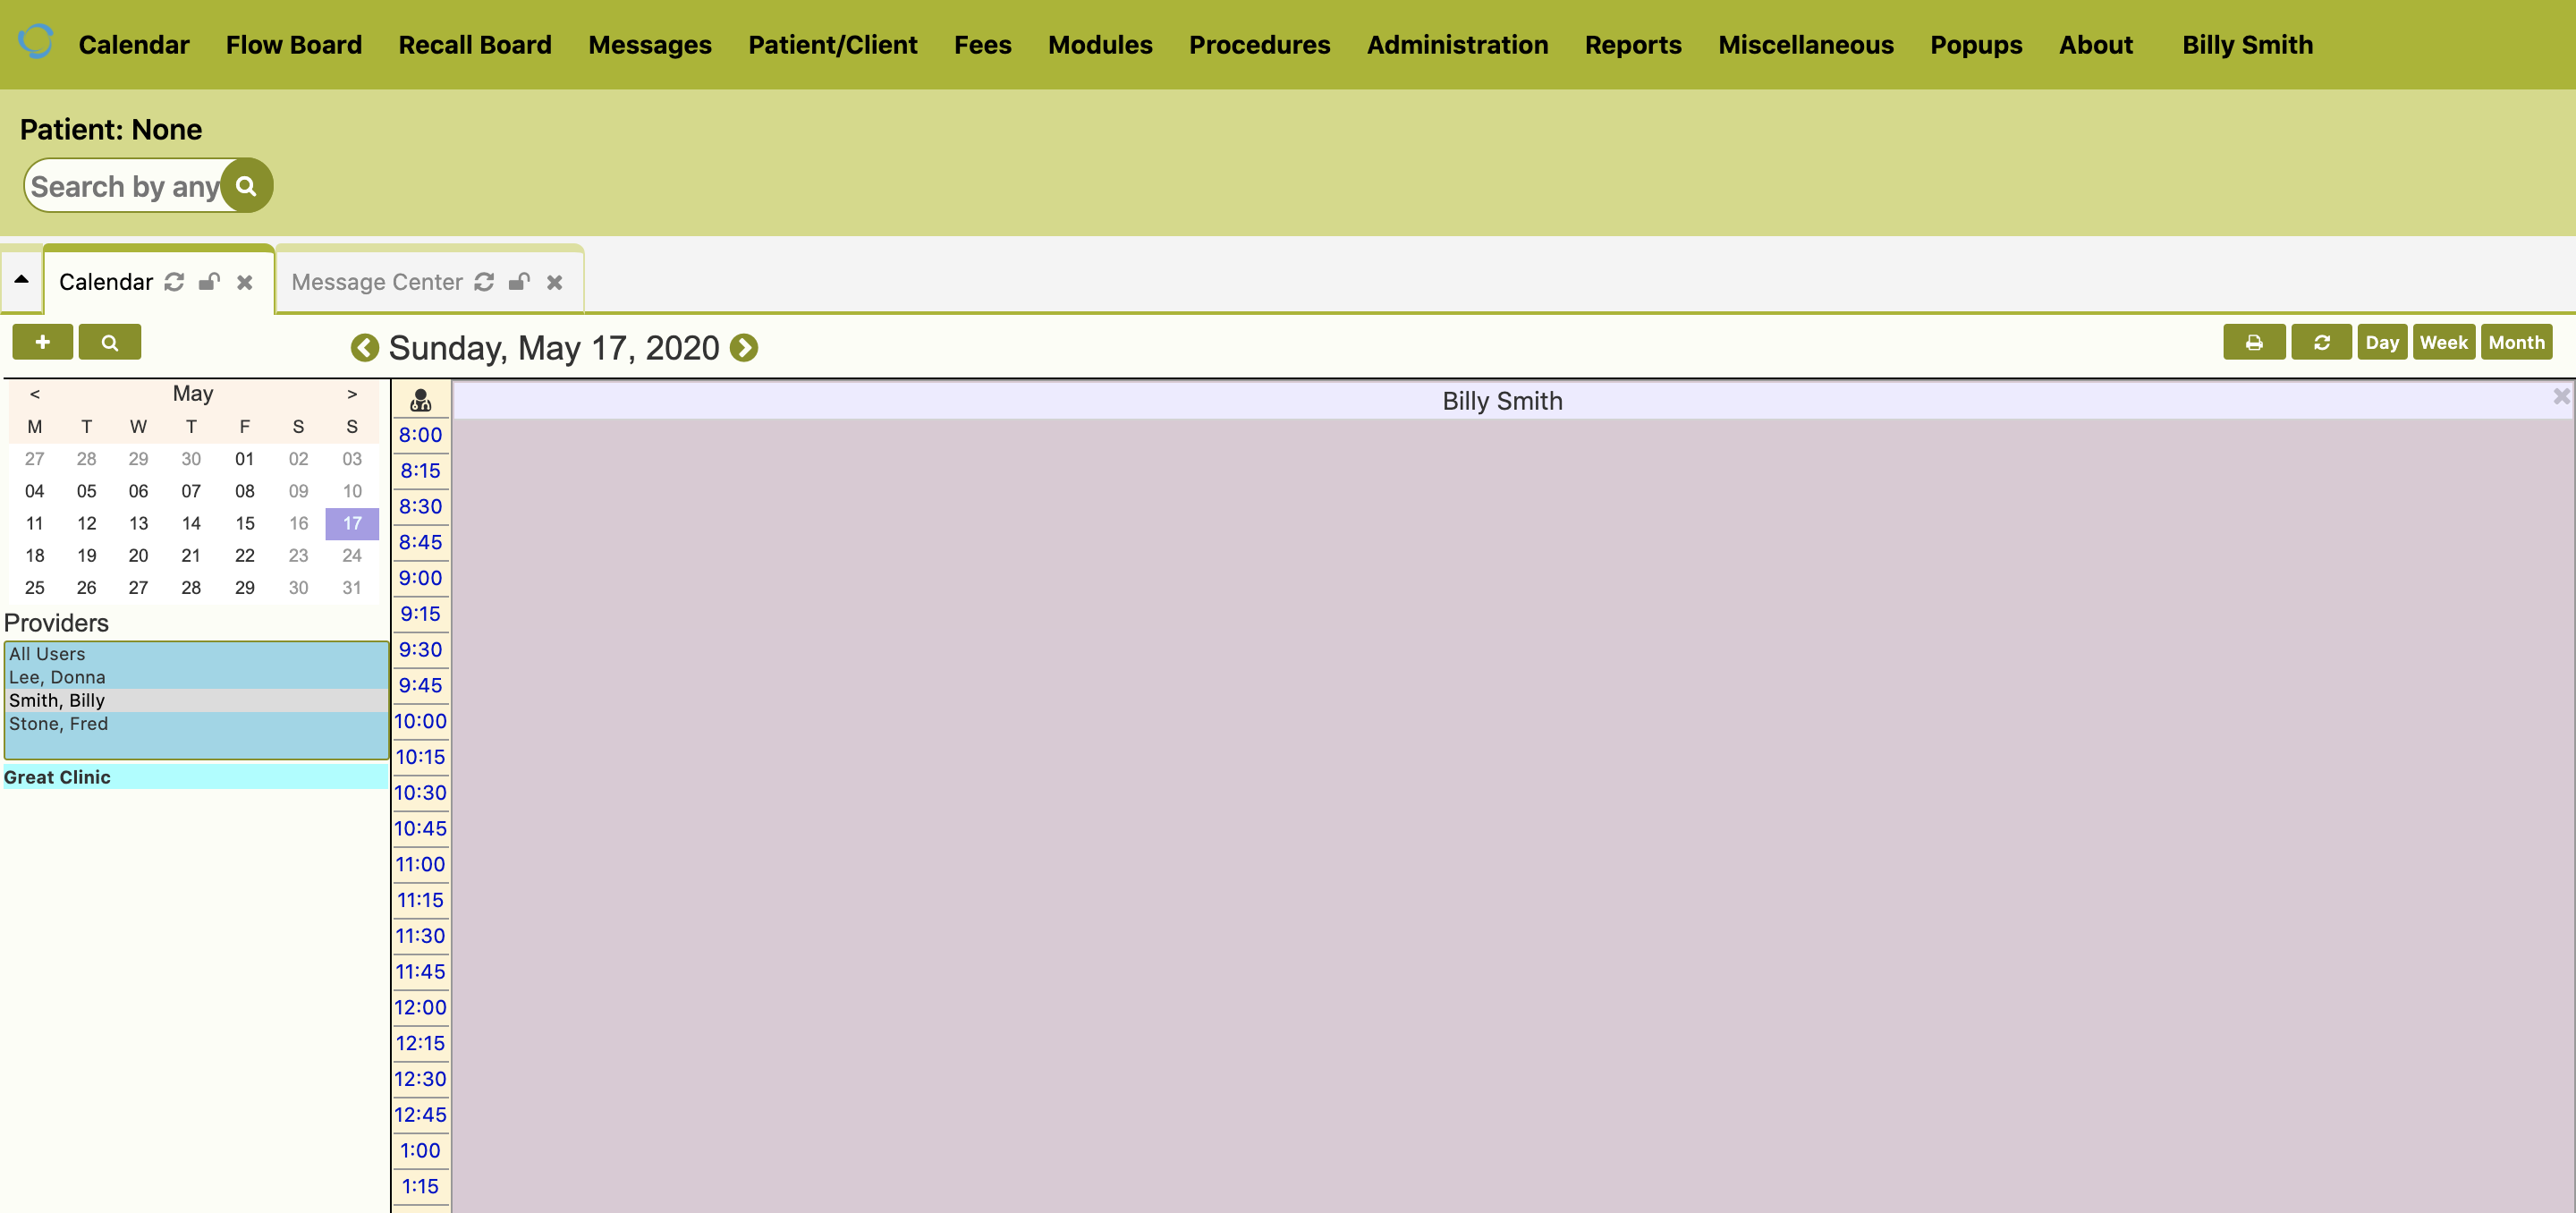 Calendar Flow Board Recall Board Messages Patient/Client Fees Modules Procedures Administration Reports Miscellaneous Popups About Billy Smith
Patient: None
Search by any
Calendar Message Center
Sunday, May 17, 2020
Day Week Month
< May >
M T W T F S S
27 28 29 30 01 02 03
04 05 06 07 08 09 10
11 12 13 14 15 16 17
18 19 20 21 22 23 24
25 26 27 28 29 30 31
Providers
All Users
Lee, Donna
Smith, Billy
Stone, Fred
Great Clinic
Billy Smith
8:00
8:15
8:30
8:45
9:00
9:15
9:30
9:45
10:00
10:15
10:30
10:45
11:00
11:15
11:30
11:45
12:00
12:15
12:30
12:45
1:00
1:15